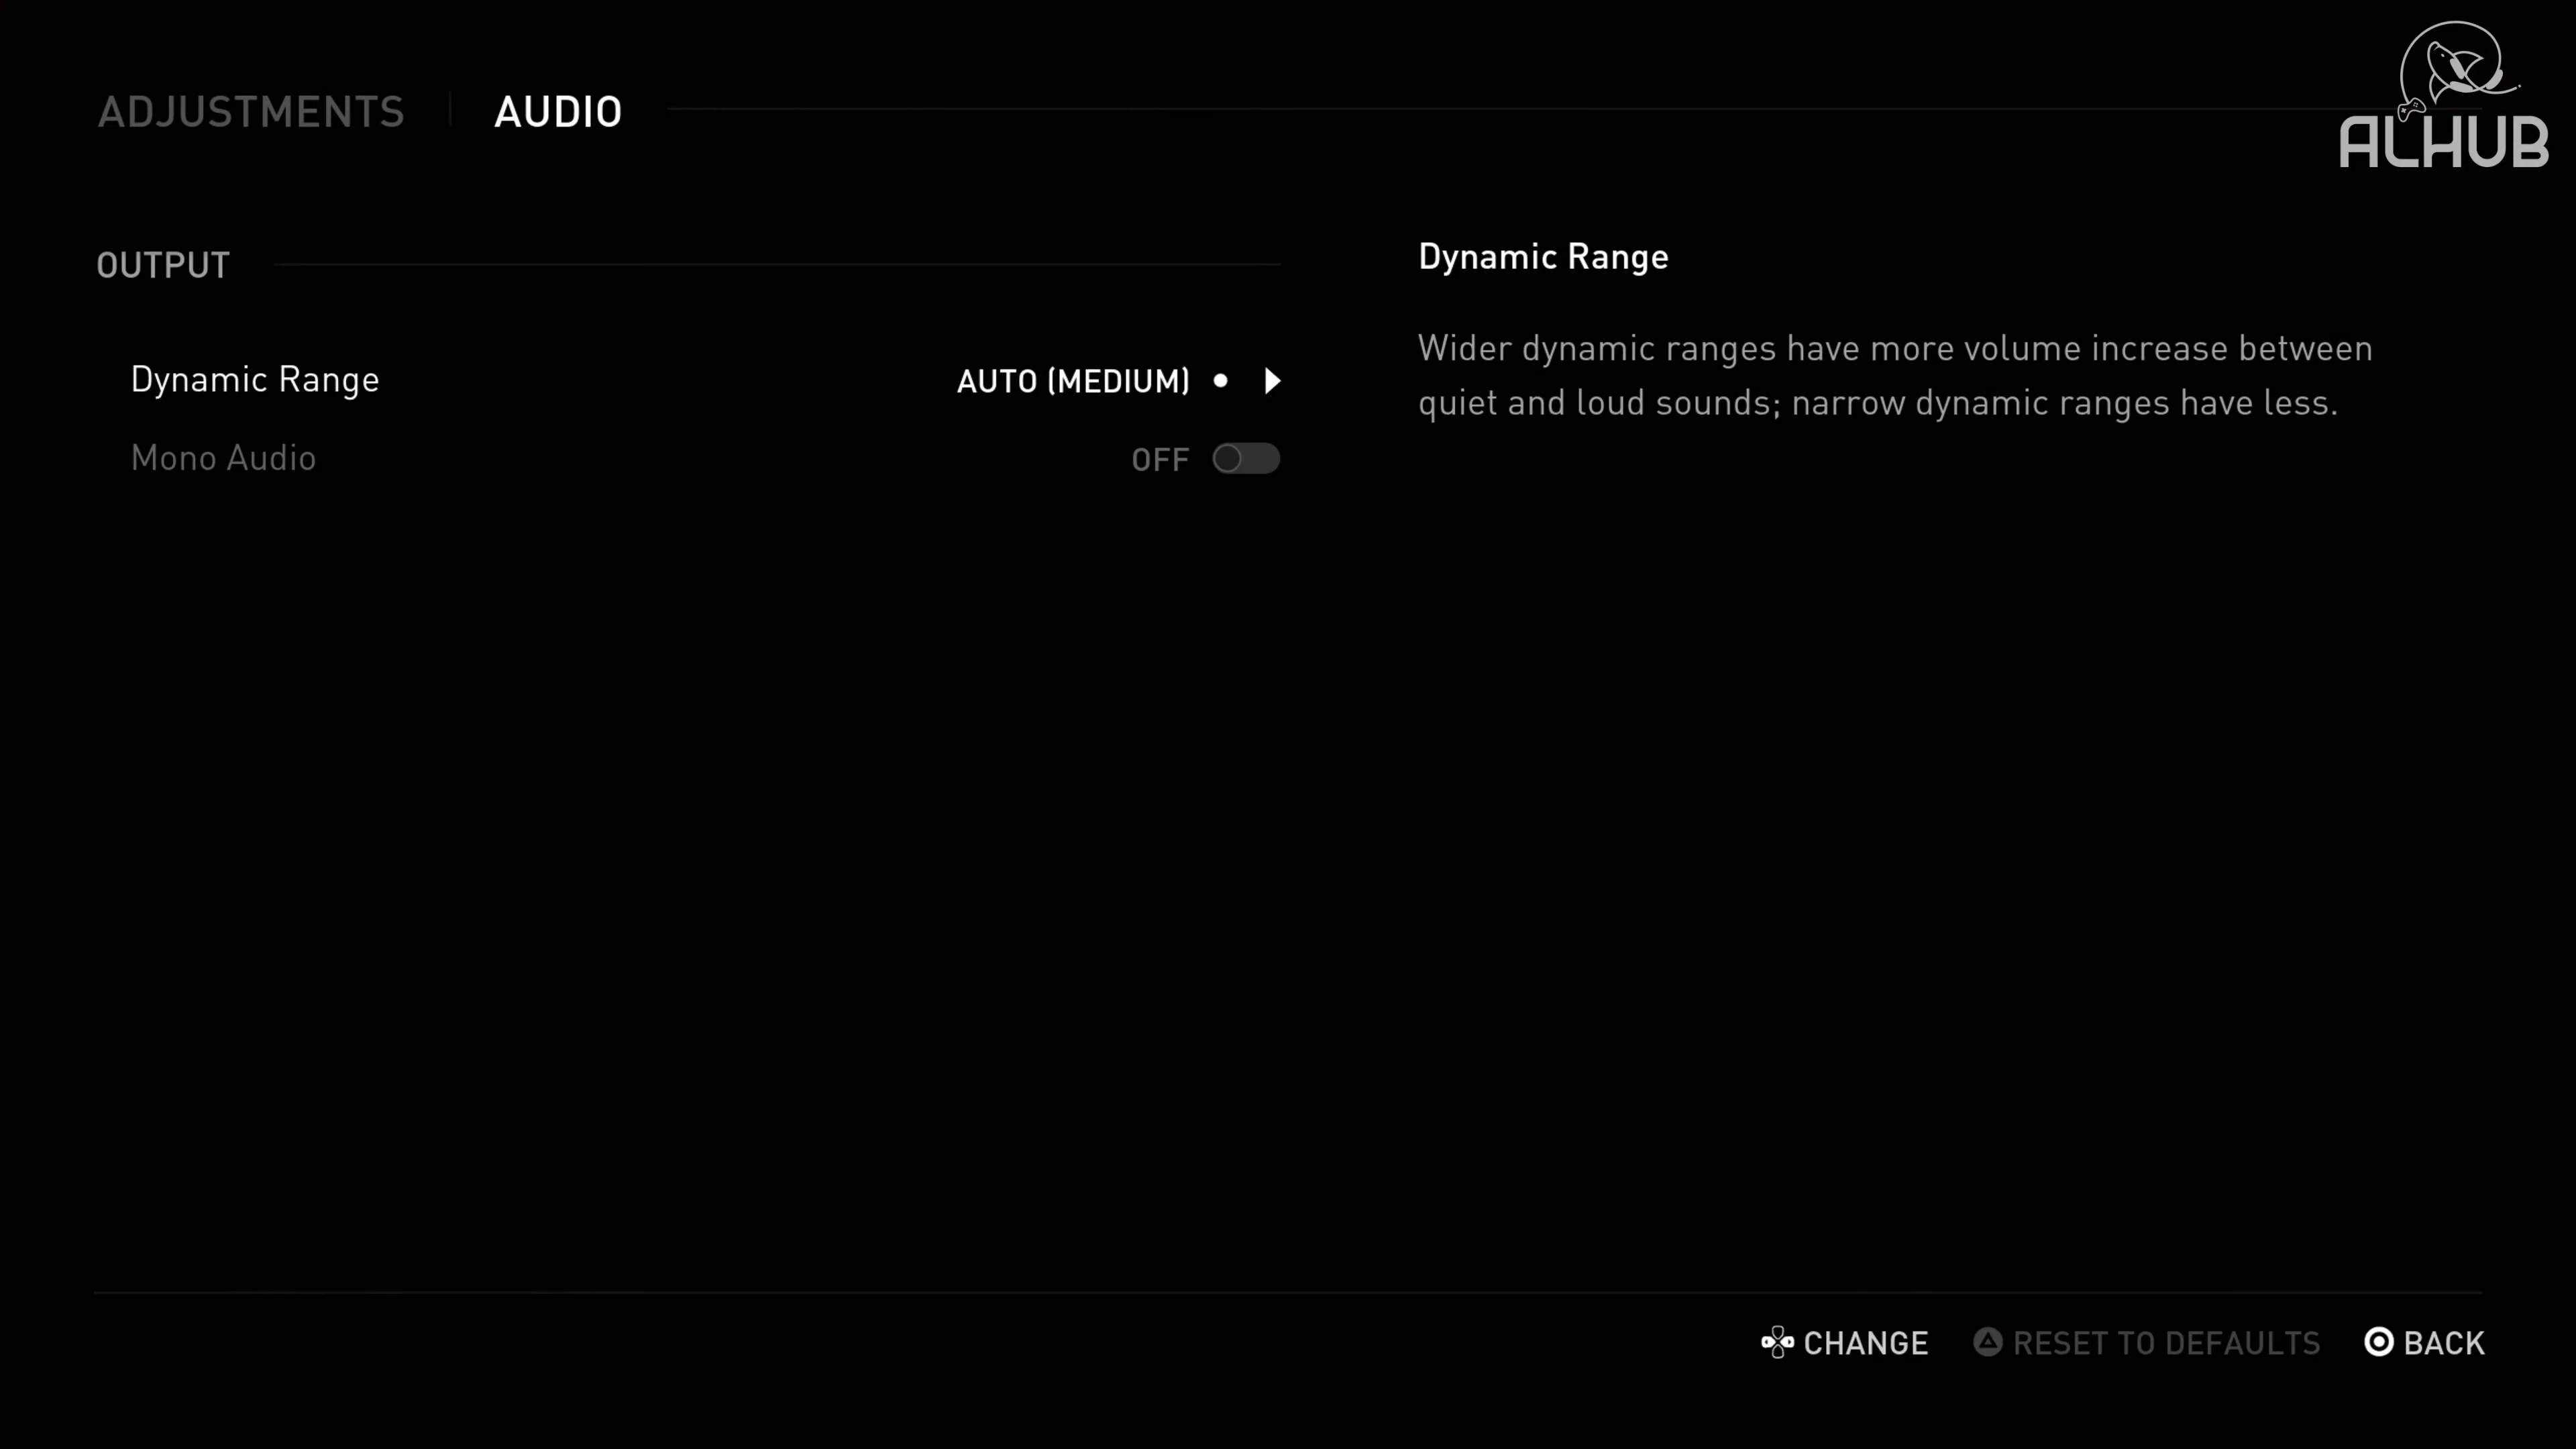 ADJUSTMENTS AUDIO
ALHUB
OUTPUT
Dynamic Range AUTO (MEDIUM)
Mono Audio OFF
Dynamic Range
Wider dynamic ranges have more volume increase between
quiet and loud sounds; narrow dynamic ranges have less.
CHANGE RESET TO DEFAULTS BACK